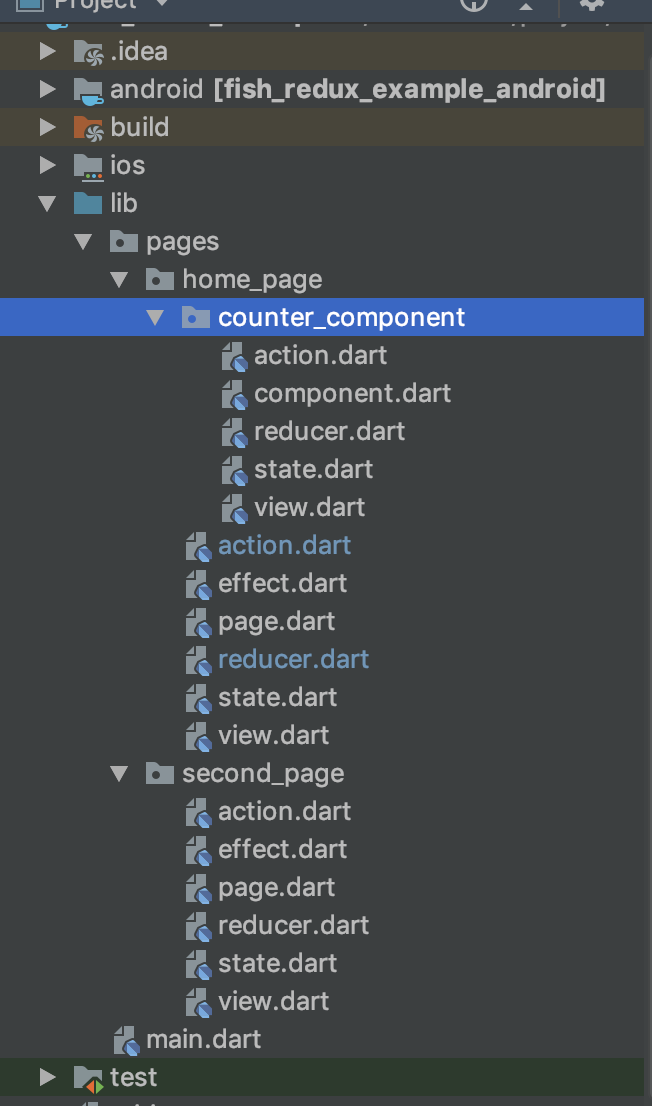 Project
.idea
android [fish_redux_example_android]
build
ios
lib
pages
home_page
counter_component
action.dart
component.dart
reducer.dart
state.dart
view.dart
action.dart
effect.dart
page.dart
reducer.dart
state.dart
view.dart
second_page
action.dart
effect.dart
page.dart
reducer.dart
state.dart
view.dart
main.dart
test